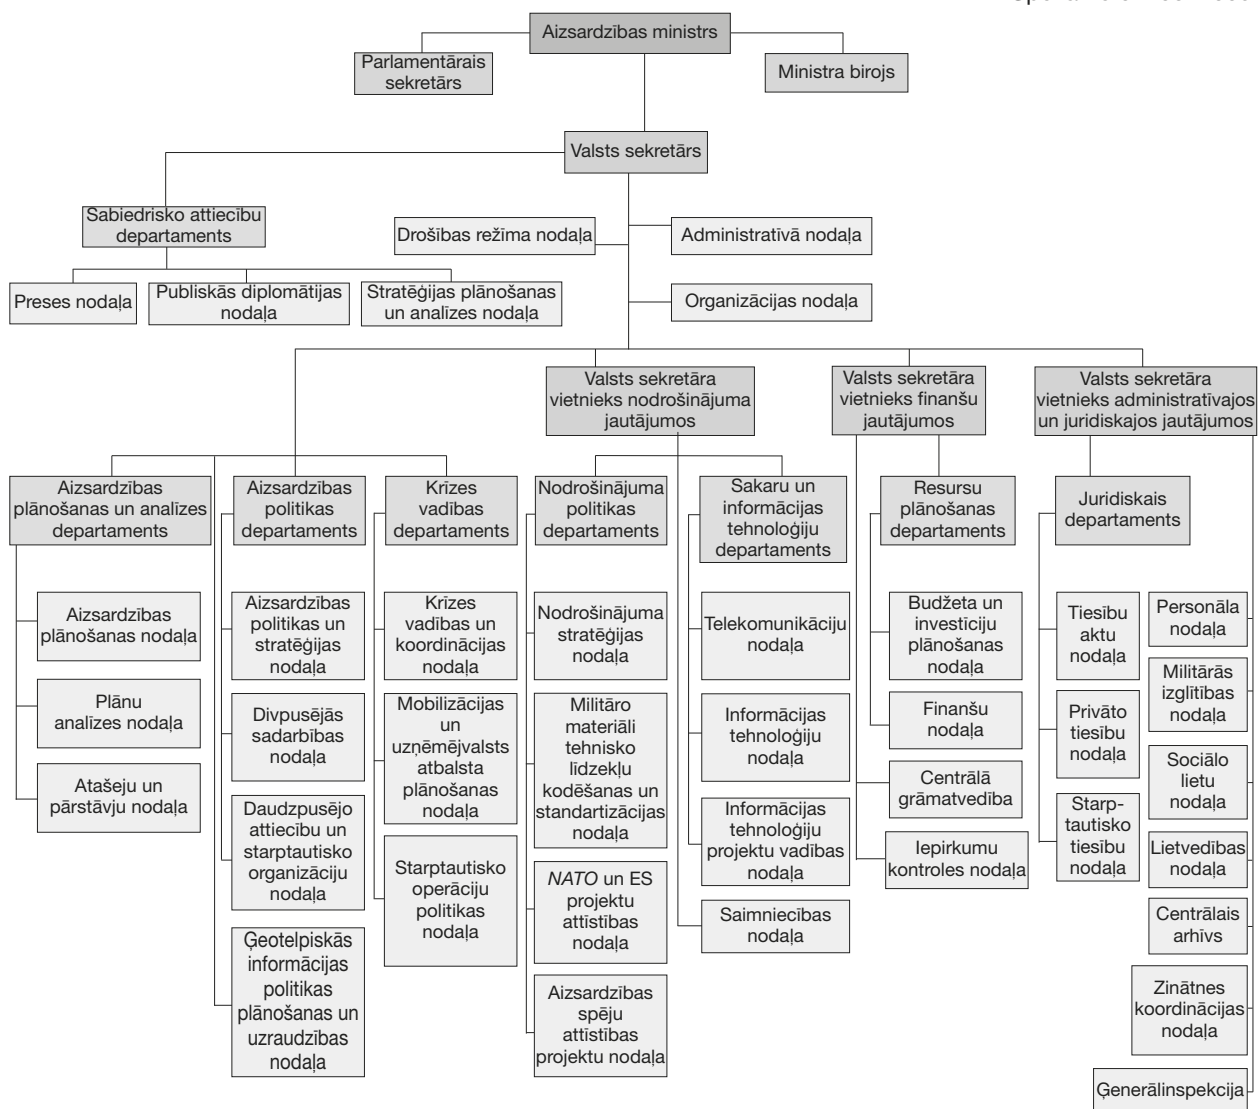 Aizsardzības ministrs
Parlamentārais
sekretārs
Ministra birojs
Valsts sekretārs
Sabiedrisko attiecību
departaments
Drošības režīma nodaļa
Administratīvā nodaļa
Preses nodaļa
Publiskās diplomātijas
nodaļa
Stratēģijas plānošanas
un analīzes nodaļa
Organizācijas nodaļa
Valsts sekretāra
vietnieks nodrošinājuma
jautājumos
Valsts sekretāra
vietnieks finanšu
jautājumos
Valsts sekretāra
vietnieks administratīvajos
un juridiskajos jautājumos
Aizsardzības
plānošanas un analīzes
departaments
Aizsardzības
politikas
departaments
Krīzes
vadības
departaments
Nodrošinājuma
politikas
departaments
Sakaru un
informācijas
tehnoloģiju
departaments
Resursu
plānošanas
departaments
Juridiskais
departaments
Aizsardzības
plānošanas nodaļa
Plānu
analīzes nodaļa
Atašeju un
pārstāvju nodaļa
Aizsardzības
politikas un
stratēģijas
nodaļa
Divpusējās
sadarbības
nodaļa
Daudzpusējo
attiecību un
starptautisko
organizāciju
nodaļa
Ģeotelpiskās
informācijas
politikas
plānošanas un
uzraudzības
nodaļa
Krīzes
vadības un
koordinācijas
nodaļa
Mobilizācijas
un
uzņēmējvalsts
atbalsta
plānošanas
nodaļa
Starptautisko
operāciju
politikas
nodaļa
Nodrošinājuma
stratēģijas
nodaļa
Militāro
materiāli
tehnisko
līdzekļu
kodēšanas un
standartizācijas
nodaļa
NATO un ES
projektu
attīstības
nodaļa
Aizsardzības
spēju
attīstības
projektu nodaļa
Telekomunikāciju
nodaļa
Informācijas
tehnoloģiju
nodaļa
Informācijas
tehnoloģiju
projektu vadības
nodaļa
Saimniecības
nodaļa
Budžeta un
investīciju
plānošanas
nodaļa
Finanšu
nodaļa
Centrālā
grāmatvedība
Iepirkumu
kontroles nodaļa
Tiesību
aktu
nodaļa
Privāto
tiesību
nodaļa
Starp-
tautisko
tiesību
nodaļa
Personāla
nodaļa
Militārās
izglītības
nodaļa
Sociālo
lietu
nodaļa
Lietvedības
nodaļa
Centrālais
arhīvs
Zinātnes
koordinācijas
nodaļa
Ģenerālinspekcija